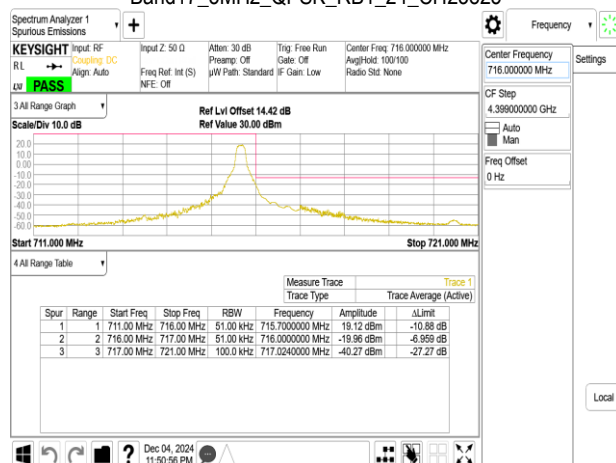 Spectrum Analyzer 1
Spurious Emissions
Frequency
KEYSIGHT
Input: RF
Coupling: DC
Align: Auto
Input Z: 50 Ω
Freq Ref: Int (S)
NFE: Off
Atten: 30 dB
Preamp: Off
µW Path: Standard
Trig: Free Run
Gate: Off
IF Gain: Low
Center Freq: 716.000000 MHz
Avg|Hold: 100/100
Radio Std: None
RL
LXI
PASS
Center Frequency
716.000000 MHz
Settings
CF Step
4.399000000 GHz
Auto
Man
Freq Offset
0 Hz
3 All Range Graph
Scale/Div 10.0 dB
Ref Lvl Offset 14.42 dB
Ref Value 30.00 dBm
20.0
10.0
0.00
-10.0
-20.0
-30.0
-40.0
-50.0
-60.0
Start 711.000 MHz
Stop 721.000 MHz
4 All Range Table
Measure Trace Trace 1
Trace Type Trace Average (Active)
Spur Range Start Freq Stop Freq RBW Frequency Amplitude ΔLimit
1 1 711.00 MHz 716.00 MHz 51.00 kHz 715.7000000 MHz 19.12 dBm -10.88 dB
2 2 716.00 MHz 717.00 MHz 51.00 kHz 716.0000000 MHz -19.96 dBm -6.959 dB
3 3 717.00 MHz 721.00 MHz 100.0 kHz 717.0240000 MHz -40.27 dBm -27.27 dB
Local
?
Dec 04, 2024
11:50:56 PM